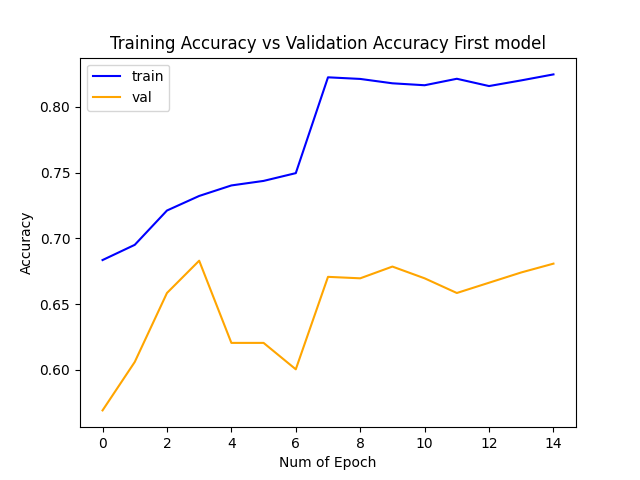 Training Accuracy vs Validation Accuracy First model
train
val
0.80
0.75
0.70
0.65
0.60
Accuracy
0 2 4 6 8 10 12 14
Num of Epoch